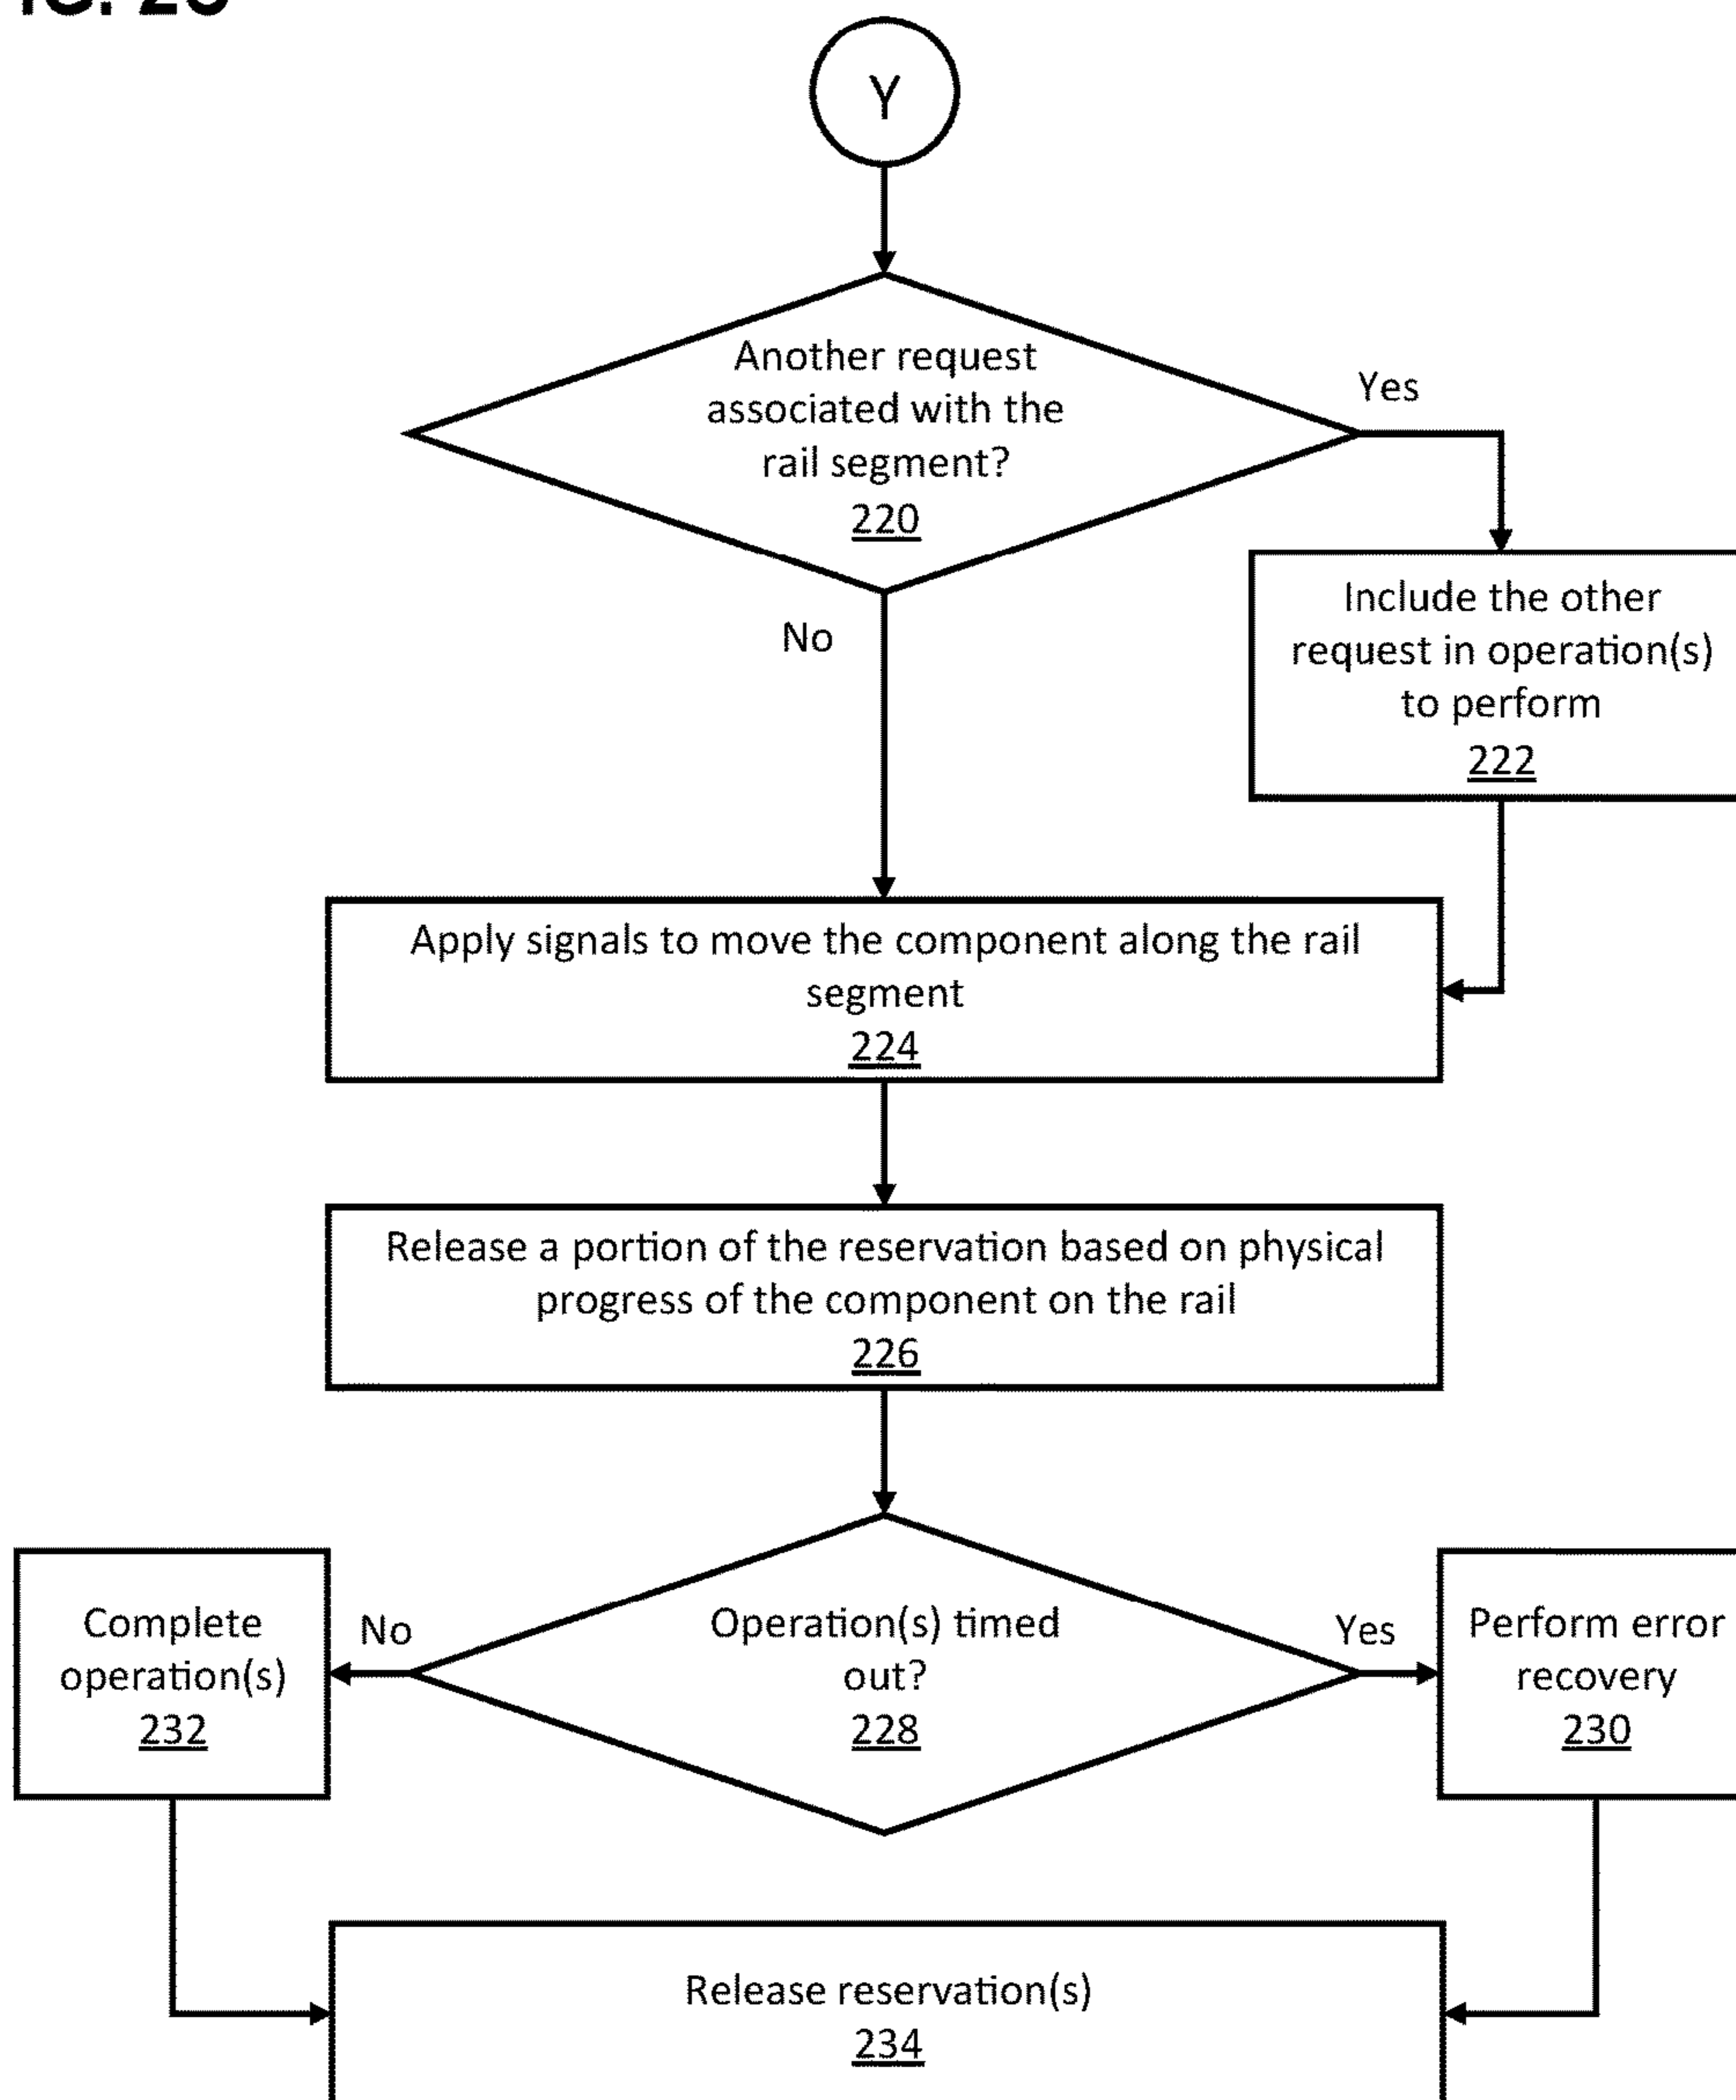 Y
Another request
associated with the
rail segment?
220
Yes
No
Include the other
request in operation(s)
to perform
222
Apply signals to move the component along the rail
segment
224
Release a portion of the reservation based on physical
progress of the component on the rail
226
Operation(s) timed
out?
228
No
Yes
Complete
operation(s)
232
Perform error
recovery
230
Release reservation(s)
234